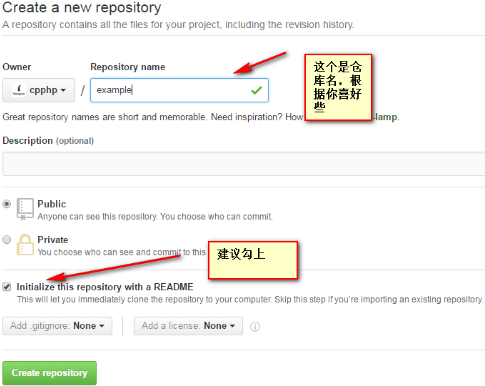 Create a new repository
A repository contains all the files for your project, including the revision history.
Owner
Repository name
cpphp
/
example
这个是仓
库名，根
据你喜好
些
Great repository names are short and memorable. Need inspiration? How
-lamp.
Description (optional)
Public
Anyone can see this repository. You choose who can commit.
Private
You choose who can see and commit to this
建议勾上
Initialize this repository with a README
This will let you immediately clone the repository to your computer. Skip this step if you're importing an existing repository.
Add .gitignore: None
Add a license: None
Create repository